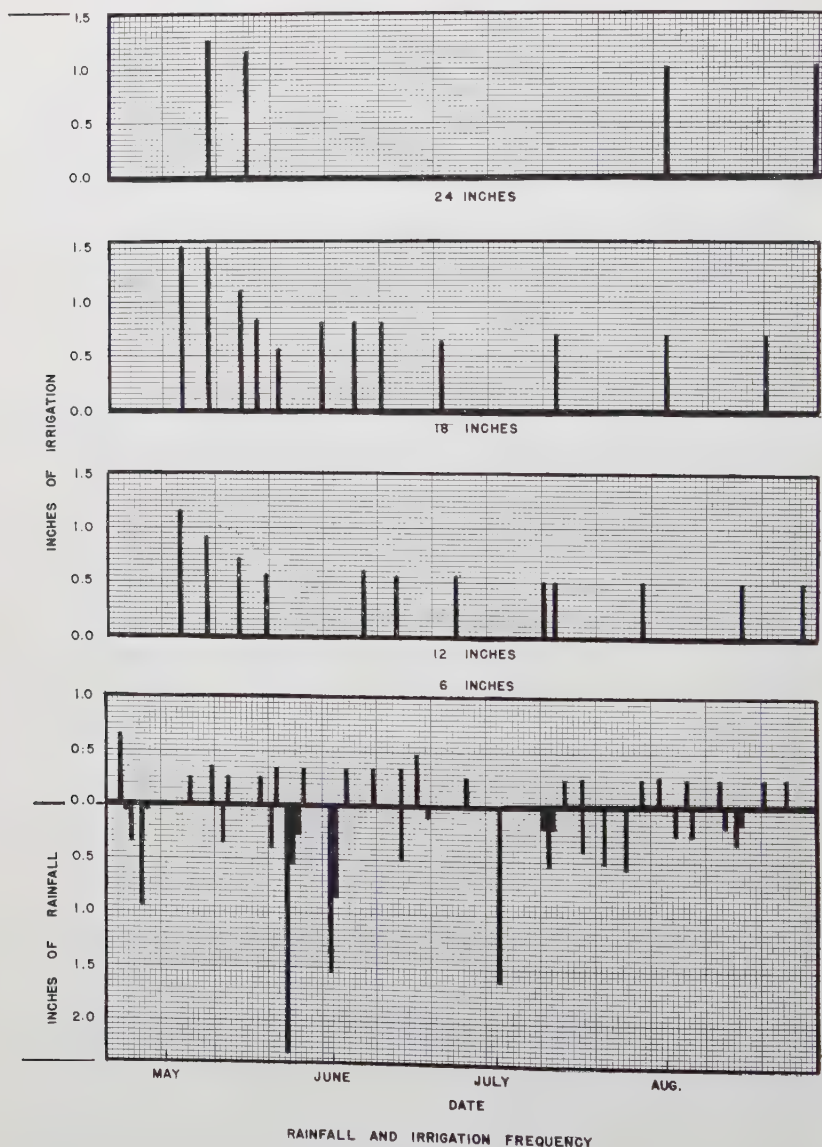 1.5
1.0
0.5
0.0
24 INCHES
1.5
1.0
0.5
0.0
18 INCHES
INCHES OF IRRIGATION
1.5
1.0
0.5
0.0
12 INCHES
6 INCHES
1.0
0.5
0.0
0.5
1.0
1.5
2.0
INCHES OF RAINFALL
MAY JUNE JULY AUG.
DATE
RAINFALL AND IRRIGATION FREQUENCY